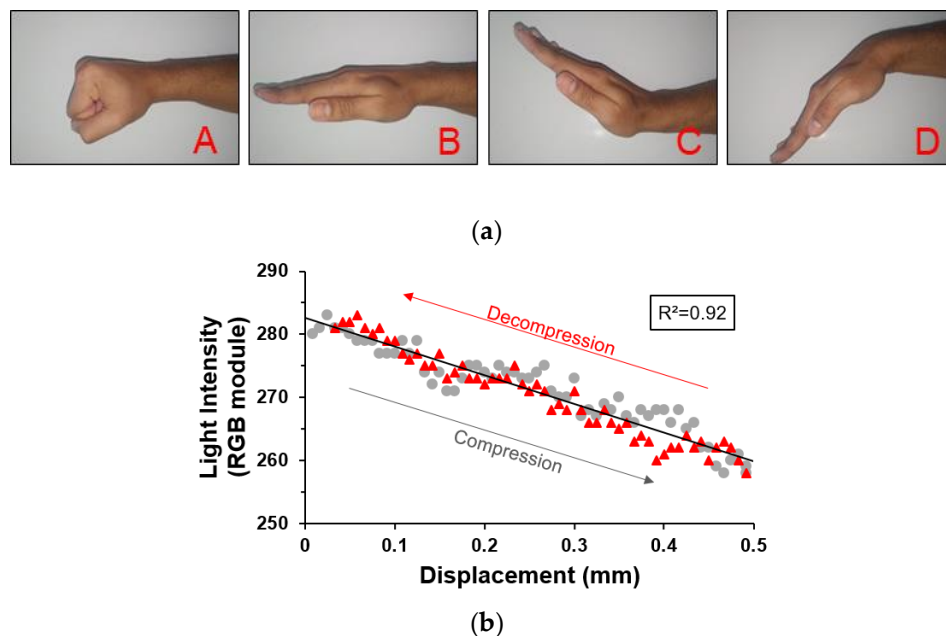 A
B
C
D
(a)
290
280
270
260
250
Light Intensity
(RGB module)
Decompression
R²=0.92
Compression
0
0.1
0.2
0.3
0.4
0.5
Displacement (mm)
(b)